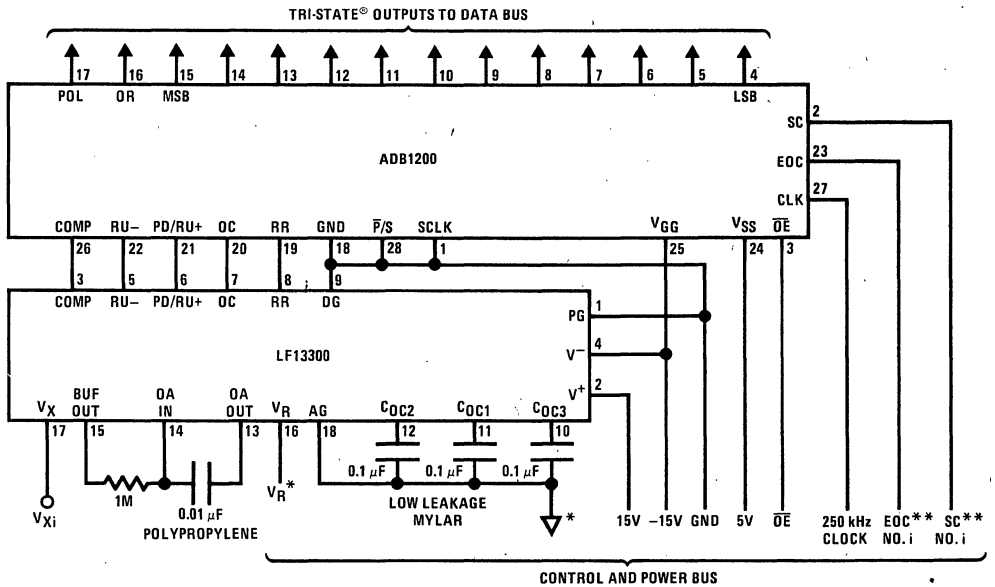 TRI-STATE® OUTPUTS TO DATA BUS
17 16 15 14 13 12 11 10 9 8 7 6 5 4
POL OR MSB LSB
SC 2
ADB1200
EOC 23
CLK 27
COMP RU− PD/RU+ OC RR GND P̅/S SCLK VGG VSS O̅E̅
26 22 21 20 19 18 28 1 25 24 3
3 5 6 7 8 9
COMP RU− PD/RU+ OC RR DG
PG 1
LF13300
V− 4
V+ 2
VX BUF OUT OA IN OA OUT VR AG COC2 COC1 COC3
17 15 14 13 16 18 12 11 10
0.1 µF 0.1 µF 0.1 µF
1M
VR*
VXi
0.01 µF
POLYPROPYLENE
LOW LEAKAGE
MYLAR
*
15V −15V GND 5V O̅E̅ 250 kHz EOC** SC**
CLOCK NO. i NO. i
CONTROL AND POWER BUS